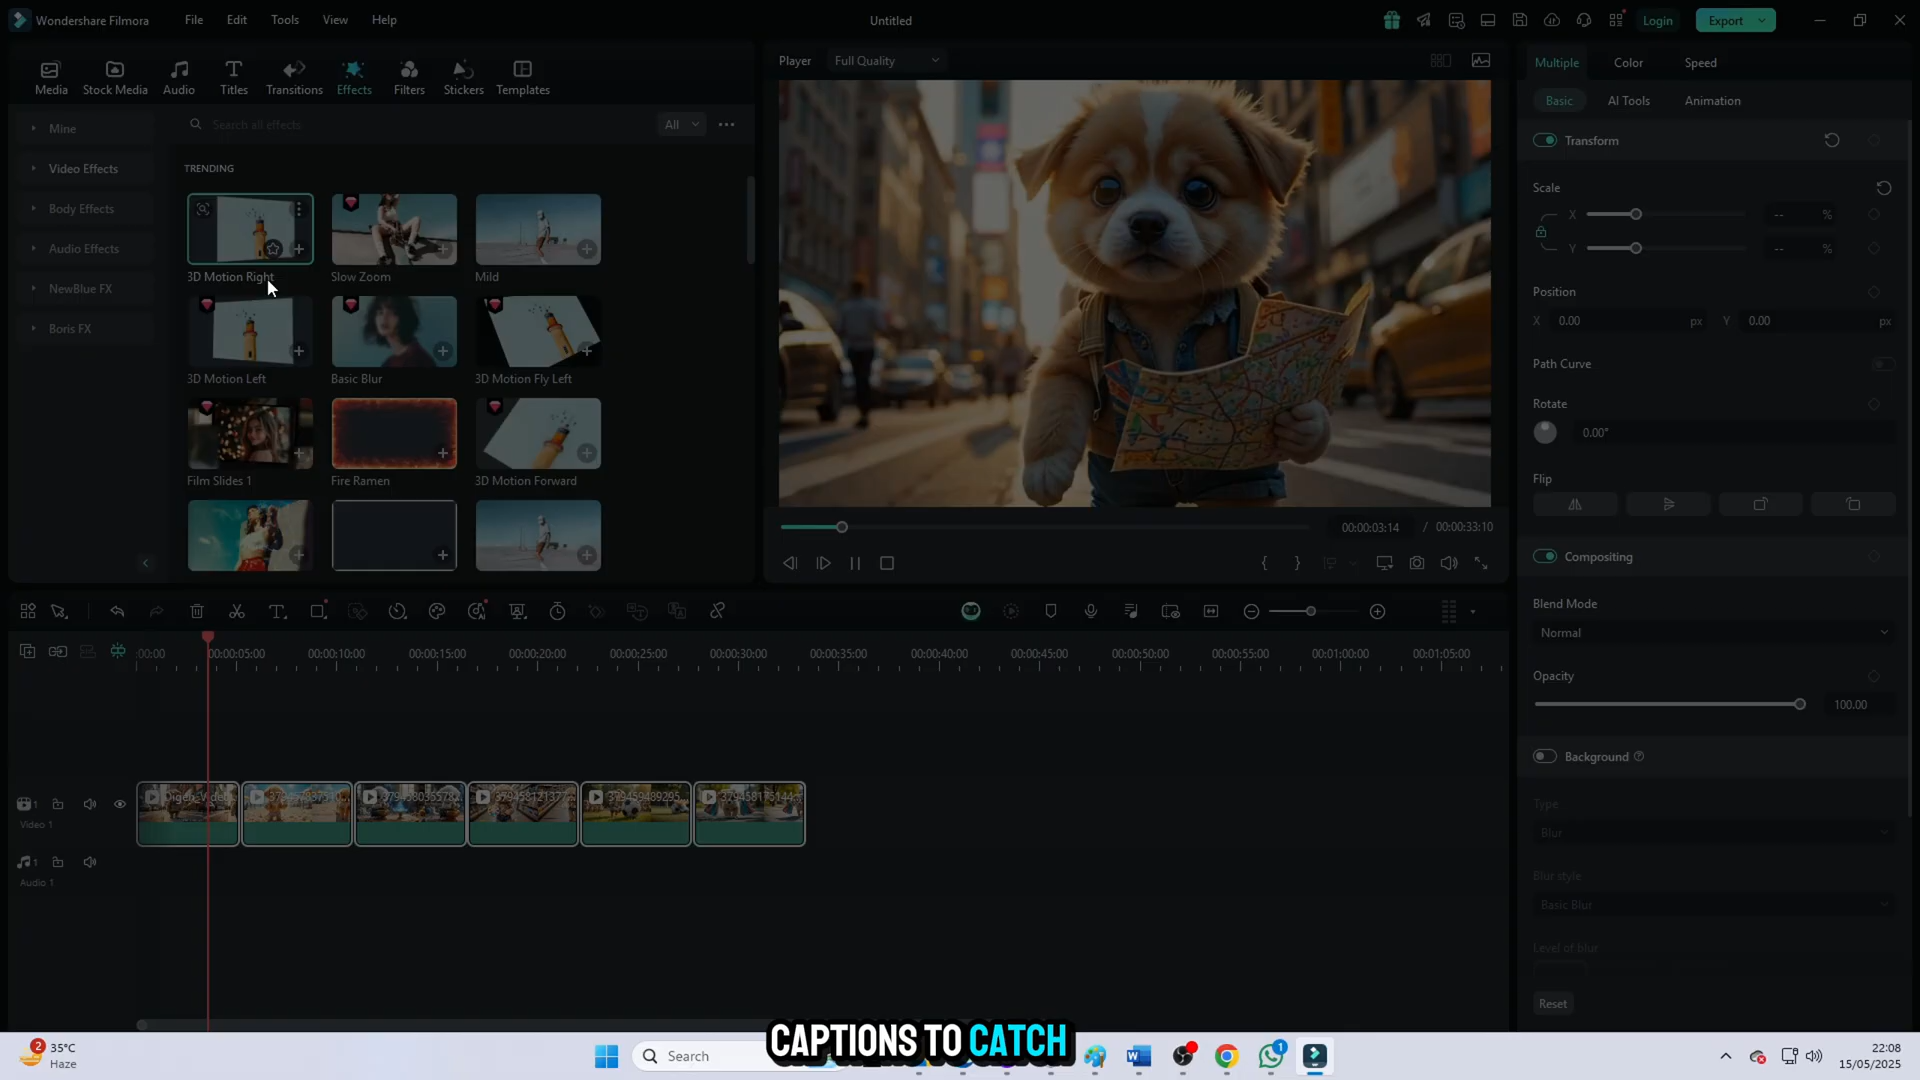 Wondershare Filmora File Edit Tools View Help Untitled Login Export
Media Stock Media Audio Titles Transitions Effects Filters Stickers Templates
Search all effects All
Mine
Video Effects
Body Effects
Audio Effects
NewBlue FX
Boris FX
TRENDING
3D Motion Right Slow Zoom Mild
3D Motion Left Basic Blur 3D Motion Fly Left
Film Slides 1 Fire Ramen 3D Motion Forward
Player Full Quality
00:00:03:14 / 00:00:33:10
Multiple Color Speed
Basic AI Tools Animation
Transform
Scale
X -- %
Y -- %
Position
X 0.00 px Y 0.00 px
Path Curve
Rotate
0.00°
Flip
Compositing
Blend Mode
Normal
Opacity
100.00
Background
Type
Blur
Blur style
Basic Blur
Level of blur
Reset
:00:00 00:00:05:00 00:00:10:00 00:00:15:00 00:00:20:00 00:00:25:00 00:00:30:00 00:00:35:00 00:00:40:00 00:00:45:00 00:00:50:00 00:00:55:00 00:01:00:00 00:01:05:00
1
Video 1
1
Audio 1
CAPTIONS TO CATCH
2 35°C
Haze
Search
1
22:08
15/05/2025